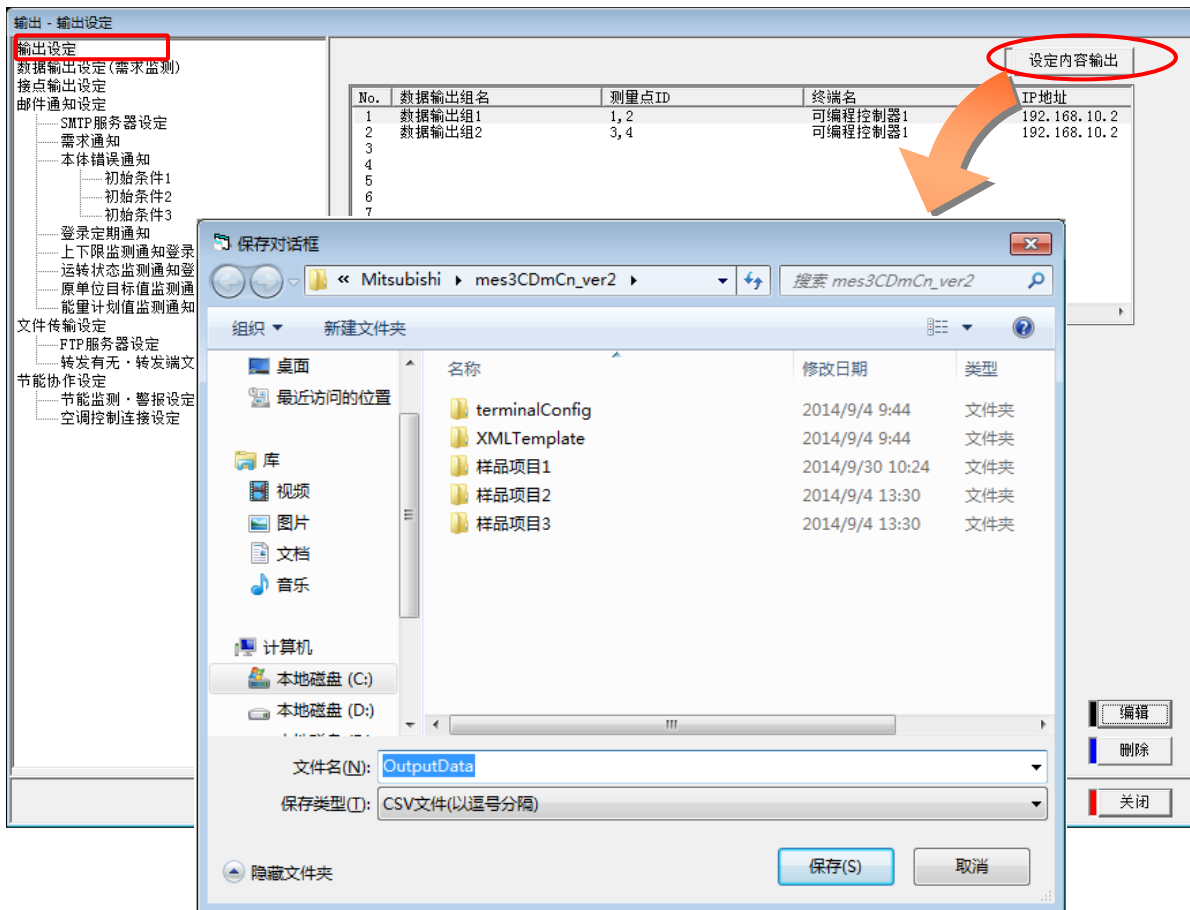 输出 - 输出设定
输出设定
数据输出设定(需求监测)
接点输出设定
邮件通知设定
SMTP服务器设定
需求通知
本体错误通知
初始条件1
初始条件2
初始条件3
登录定期通知
上下限监测通知登录
运转状态监测通知登
原单位目标值监测通
能量计划值监测通知
文件传输设定
FTP服务器设定
转发有无・转发端文
节能协作设定
节能监测・警报设定
空调控制连接设定
设定内容输出
No. 数据输出组名 测量点ID 终端名 IP地址
1 数据输出组1 1,2 可编程控制器1 192.168.10.2
2 数据输出组2 3,4 可编程控制器1 192.168.10.2
3
4
5
6
7
保存对话框
« Mitsubishi mes3CDmCn_ver2
搜索 mes3CDmCn_ver2
组织 新建文件夹
桌面
最近访问的位置
库
视频
图片
文档
音乐
计算机
本地磁盘 (C:)
本地磁盘 (D:)
名称 修改日期 类型
terminalConfig 2014/9/4 9:44 文件夹
XMLTemplate 2014/9/4 9:44 文件夹
样品项目1 2014/9/30 10:24 文件夹
样品项目2 2014/9/4 13:30 文件夹
样品项目3 2014/9/4 13:30 文件夹
文件名(N): OutputData
保存类型(T): CSV文件(以逗号分隔)
隐藏文件夹
保存(S)
取消
编辑
删除
关闭